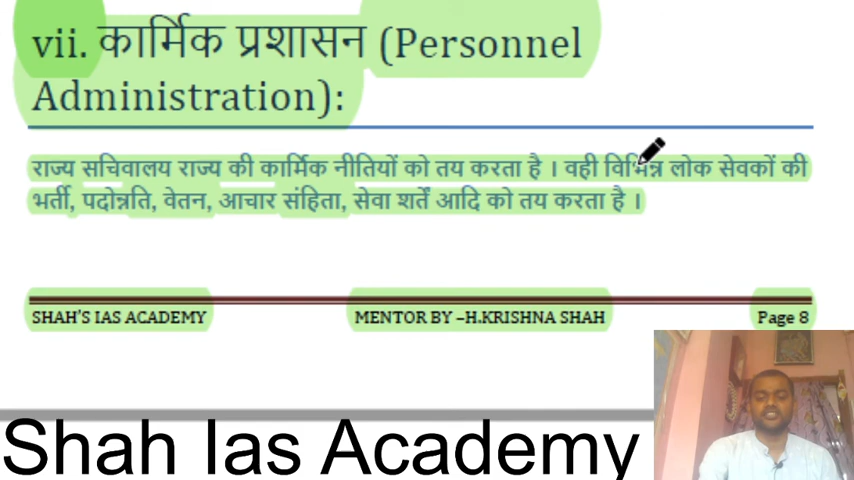 vii. कार्मिक प्रशासन (Personnel
Administration):
राज्य सचिवालय राज्य की कार्मिक नीतियों को तय करता है । वही विभिन्न लोक सेवकों की
भर्ती, पदोन्नति, वेतन, आचार संहिता, सेवा शर्तें आदि को तय करता है ।
SHAH'S IAS ACADEMY MENTOR BY –H.KRISHNA SHAH Page 8
Shah Ias Academy